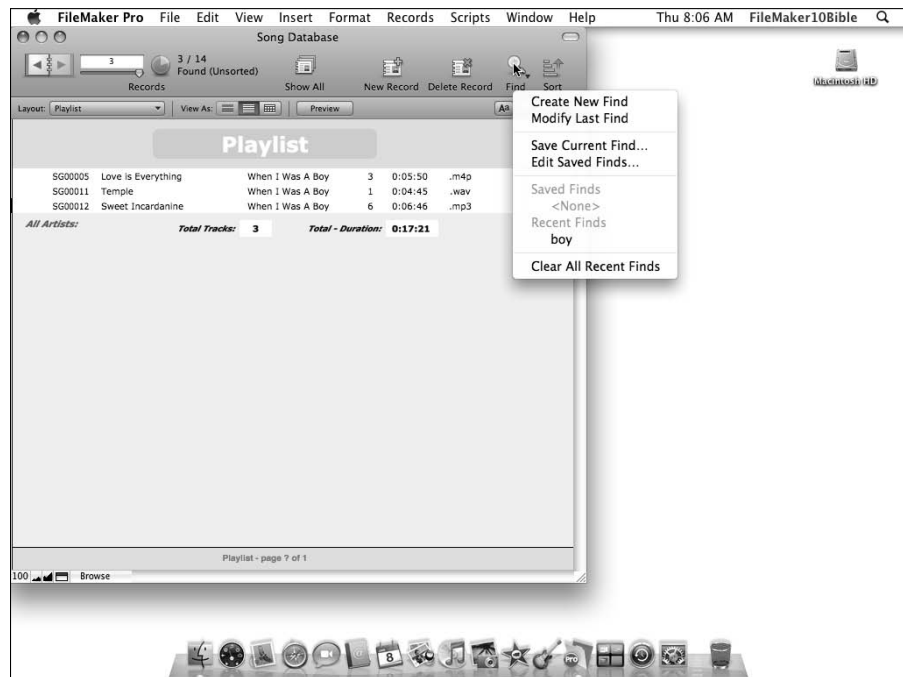 FileMaker Pro File Edit View Insert Format Records Scripts Window Help Thu 8:06 AM FileMaker10Bible
Song Database
3
3 / 14
Found (Unsorted)
Records Show All New Record Delete Record Find Sort
Layout: Playlist View As: Preview Aa
Create New Find
Modify Last Find
Save Current Find...
Edit Saved Finds...
Saved Finds
<None>
Recent Finds
boy
Clear All Recent Finds
Macintosh HD
Playlist
SG00005 Love is Everything When I Was A Boy 3 0:05:50 .m4p
SG00011 Temple When I Was A Boy 1 0:04:45 .wav
SG00012 Sweet Incardanine When I Was A Boy 6 0:06:46 .mp3
All Artists: Total Tracks: 3 Total - Duration: 0:17:21
Playlist - page ? of 1
100 Browse
8
PRO